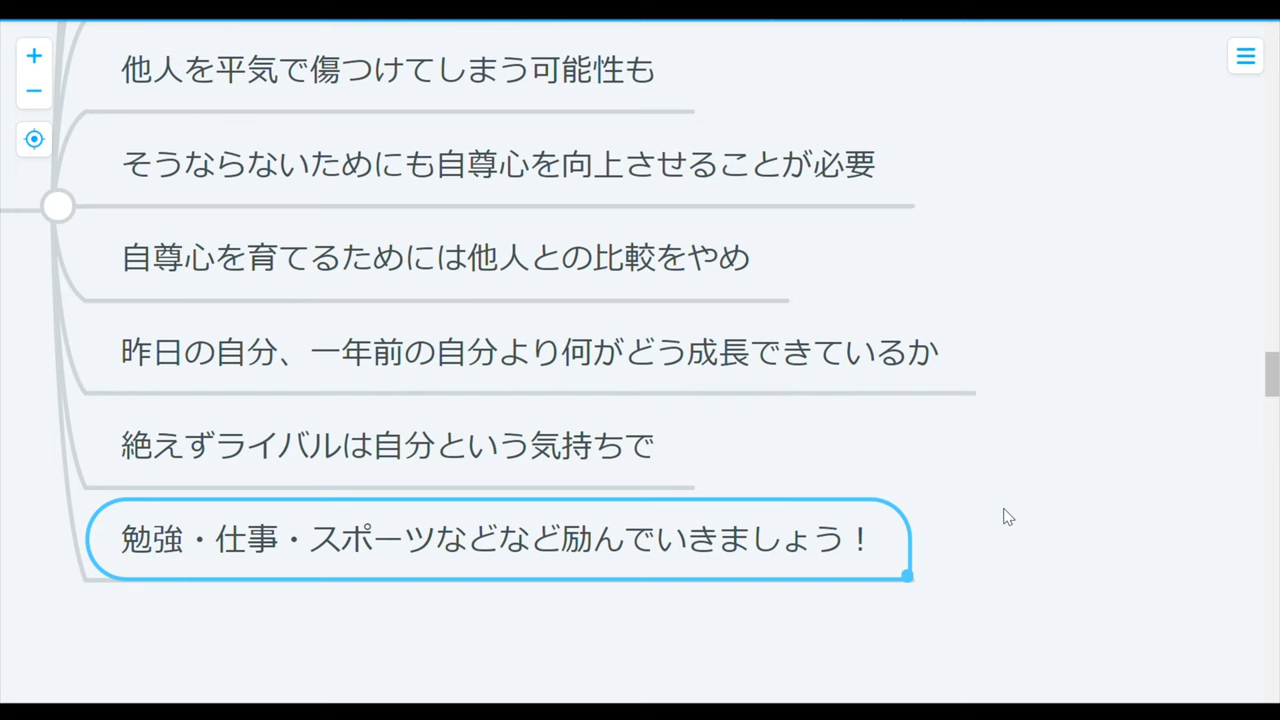 他人を平気で傷つけてしまう可能性も
そうならないためにも自尊心を向上させることが必要
自尊心を育てるためには他人との比較をやめ
昨日の自分、一年前の自分より何がどう成長できているか
絶えずライバルは自分という気持ちで
勉強・仕事・スポーツなどなど励んでいきましょう！